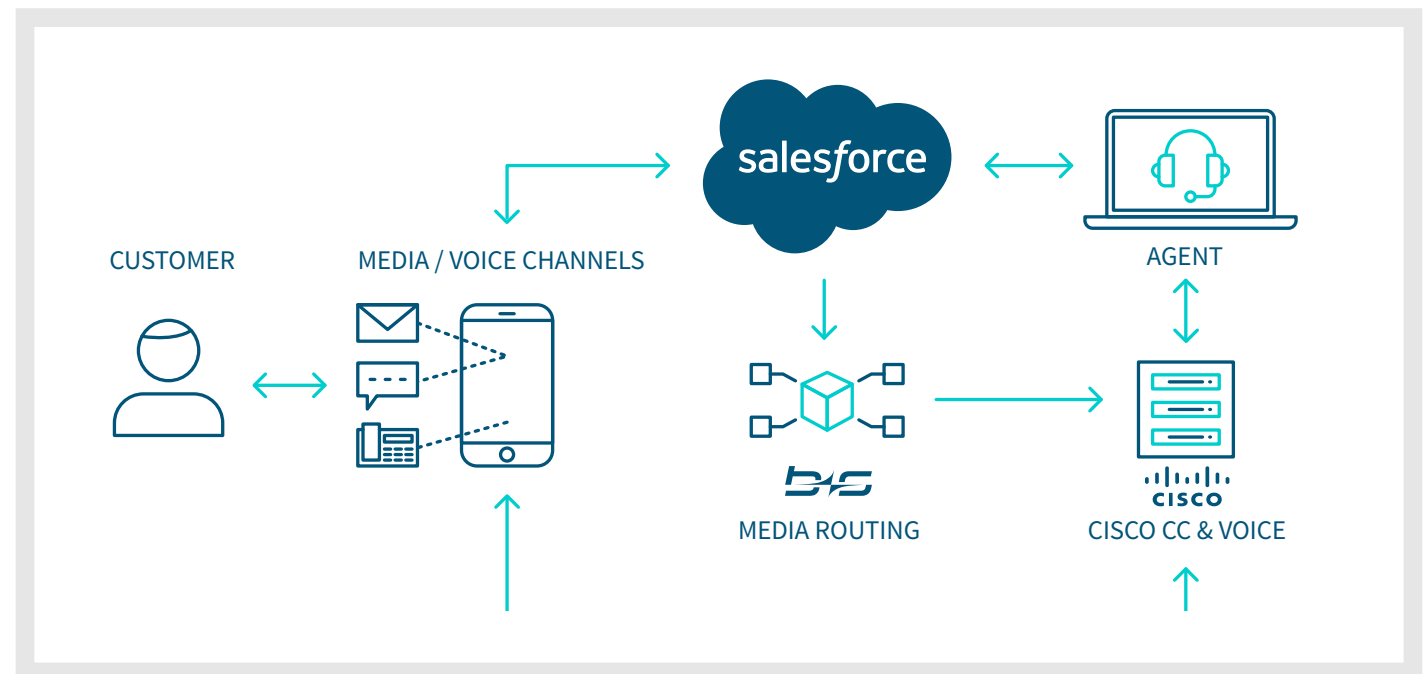 salesforce
CUSTOMER
MEDIA / VOICE CHANNELS
AGENT
b+s
MEDIA ROUTING
CISCO
CISCO CC & VOICE